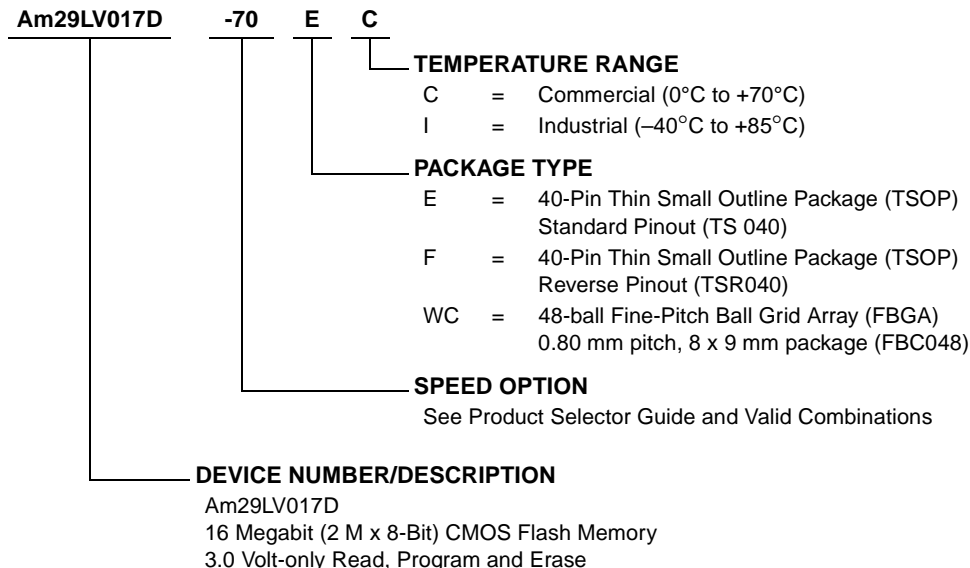 Am29LV017D -70 E C
TEMPERATURE RANGE
C = Commercial (0°C to +70°C)
I = Industrial (–40°C to +85°C)
PACKAGE TYPE
E = 40-Pin Thin Small Outline Package (TSOP)
Standard Pinout (TS 040)
F = 40-Pin Thin Small Outline Package (TSOP)
Reverse Pinout (TSR040)
WC = 48-ball Fine-Pitch Ball Grid Array (FBGA)
0.80 mm pitch, 8 x 9 mm package (FBC048)
SPEED OPTION
See Product Selector Guide and Valid Combinations
DEVICE NUMBER/DESCRIPTION
Am29LV017D
16 Megabit (2 M x 8-Bit) CMOS Flash Memory
3.0 Volt-only Read, Program and Erase